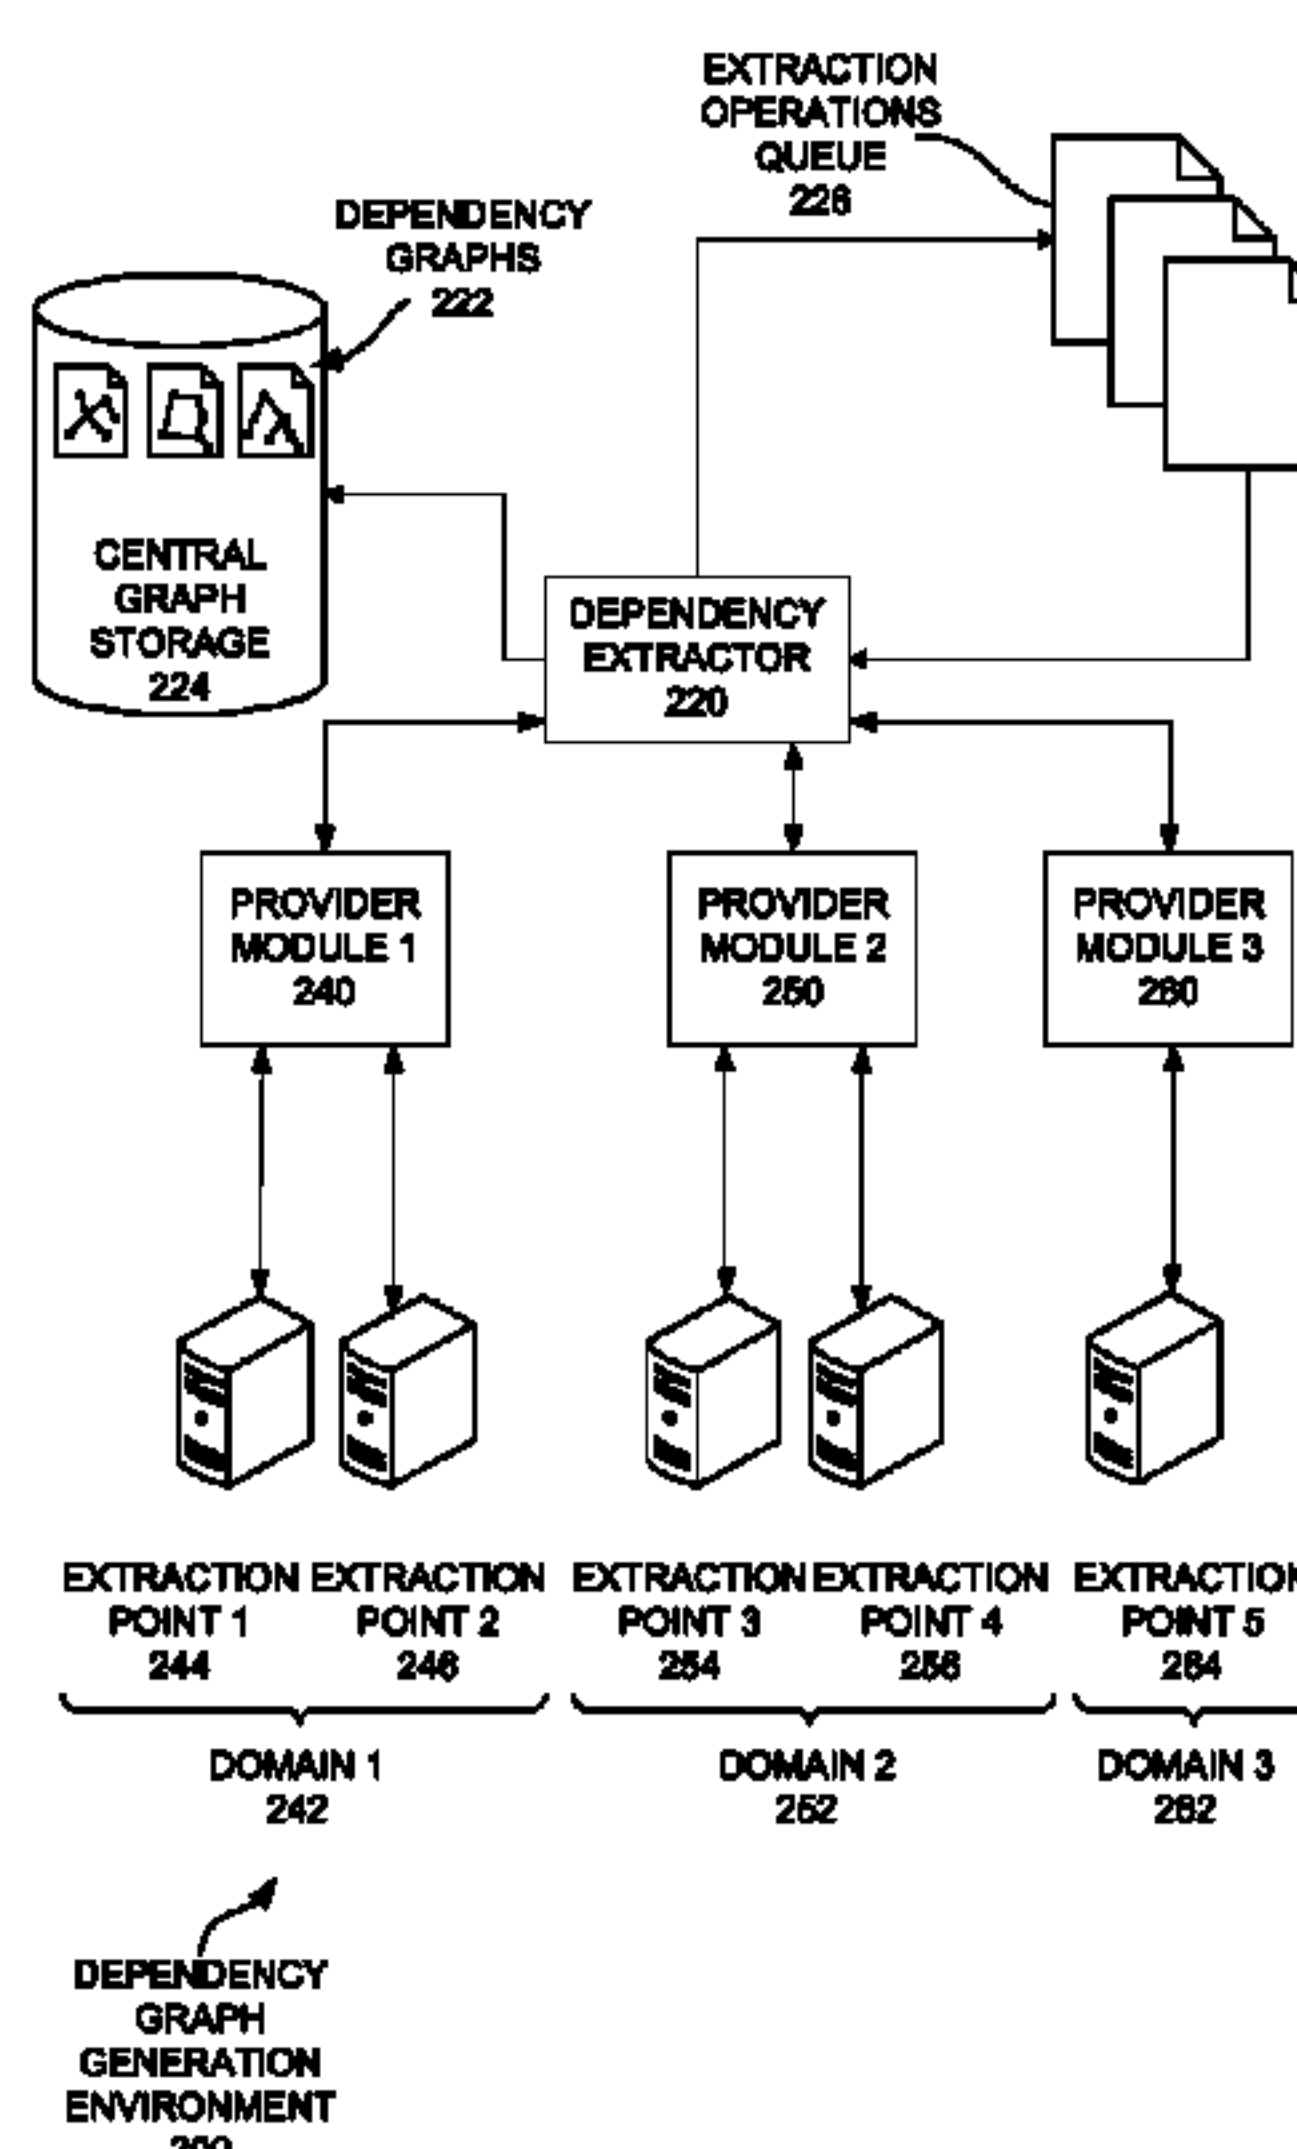 EXTRACTION
OPERATIONS
QUEUE
226
DEPENDENCY
GRAPHS
222
CENTRAL
GRAPH
STORAGE
224
DEPENDENCY
EXTRACTOR
220
PROVIDER
MODULE 1
240
PROVIDER
MODULE 2
250
PROVIDER
MODULE 3
260
EXTRACTION
POINT 1
244
EXTRACTION
POINT 2
246
EXTRACTION
POINT 3
254
EXTRACTION
POINT 4
256
EXTRACTION
POINT 5
264
DOMAIN 1
242
DOMAIN 2
252
DOMAIN 3
262
DEPENDENCY
GRAPH
GENERATION
ENVIRONMENT